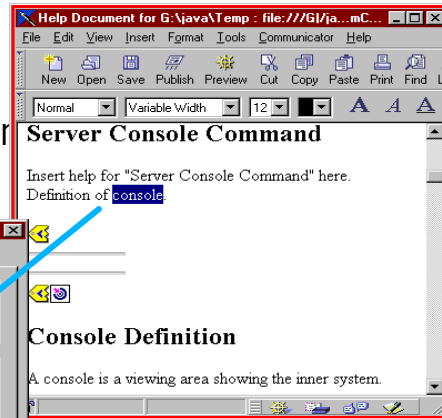 Help Document for G:\java\Temp : file:///G|/ja...mC...
File Edit View Insert Format Tools Communicator Help
New Open Save Publish Preview Cut Copy Paste Print Find
Normal Variable Width 12 A A A
Server Console Command
Insert help for "Server Console Command" here.
Definition of console.
Console Definition
A console is a viewing area showing the inner system.